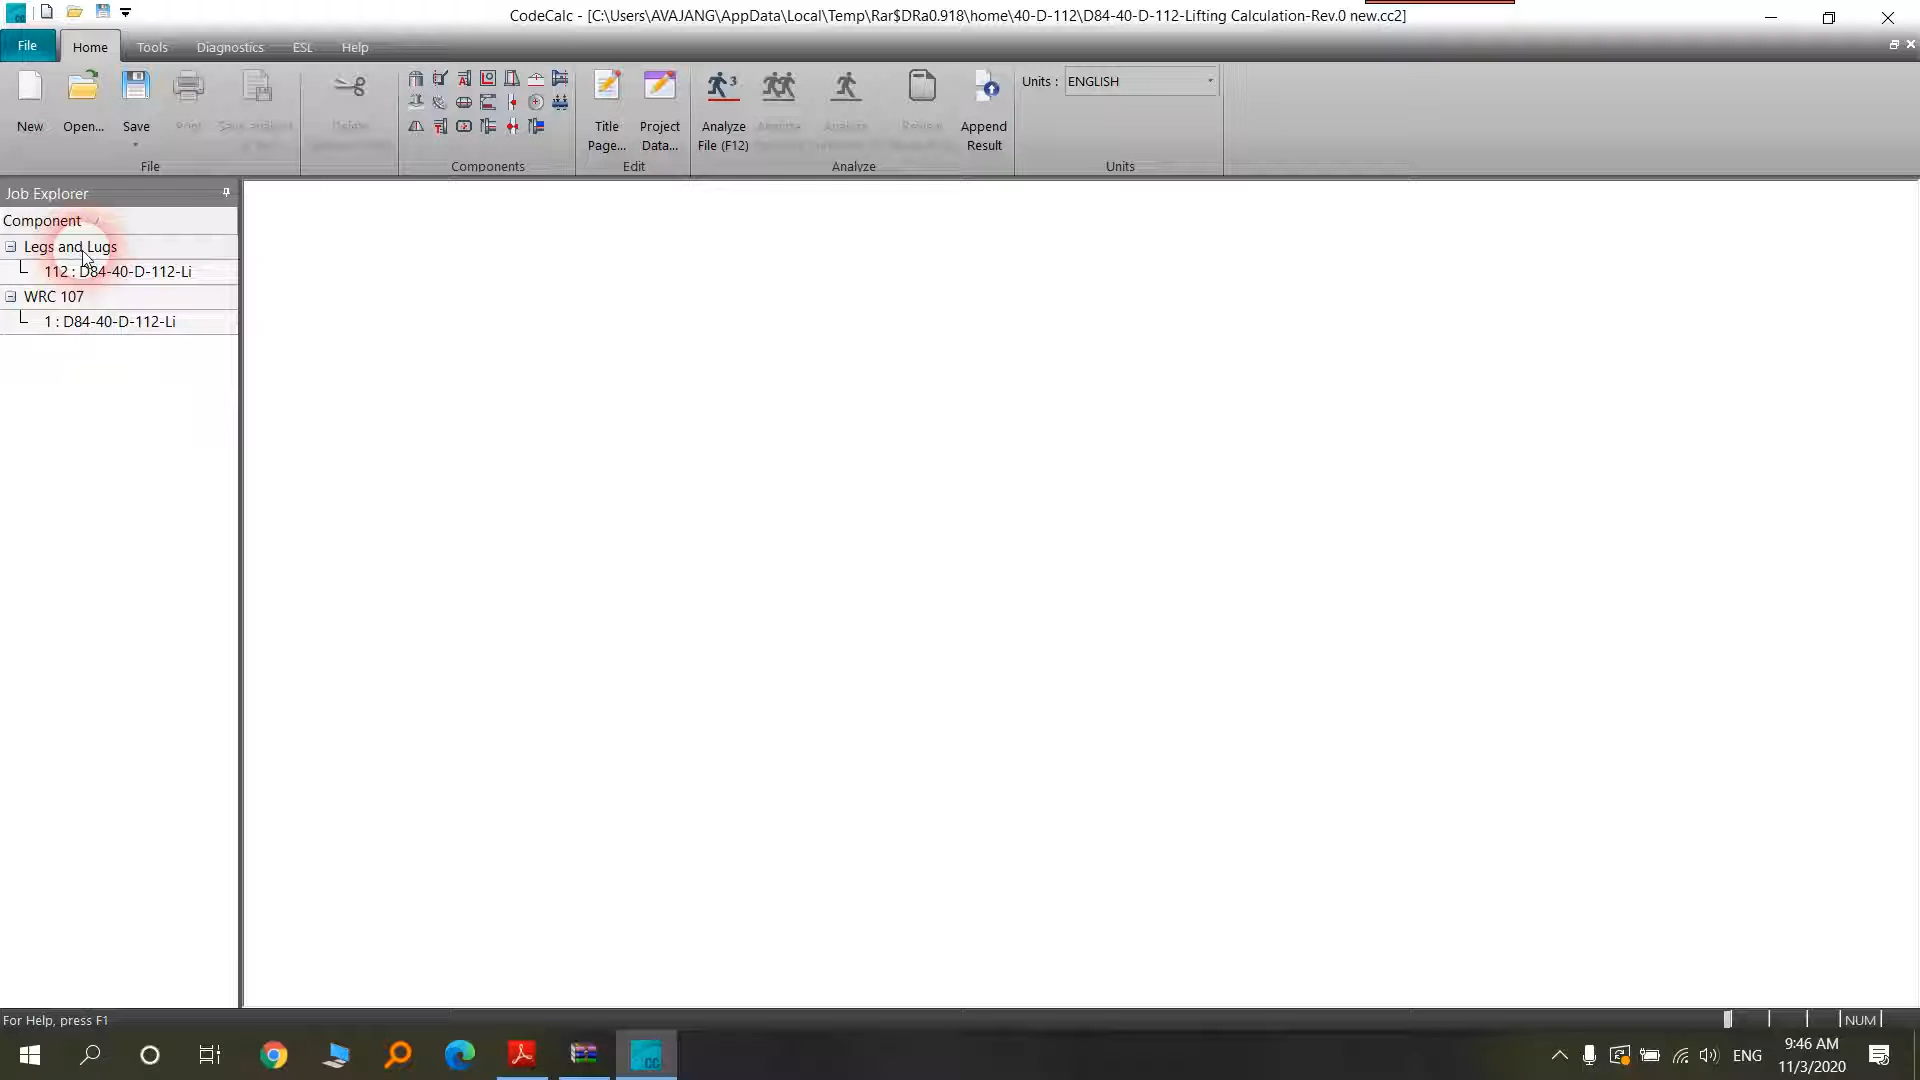 CodeCalc - [C:\Users\AVAJANG\AppData\Local\Temp\Rar$DRa0.918\home\40-D-112\D84-40-D-112-Lifting Calculation-Rev.0 new.cc2]
File Home Tools Diagnostics ESL Help
New Open... Save Print
Delete
Title Page...
Project Data...
Analyze File (F12)
Append Result
Units : ENGLISH
File Components Edit Analyze Units
Job Explorer
Component
Legs and Lugs
112 : D84-40-D-112-Li
WRC 107
1 : D84-40-D-112-Li
For Help, press F1
NUM
CC
ENG
9:46 AM
11/3/2020